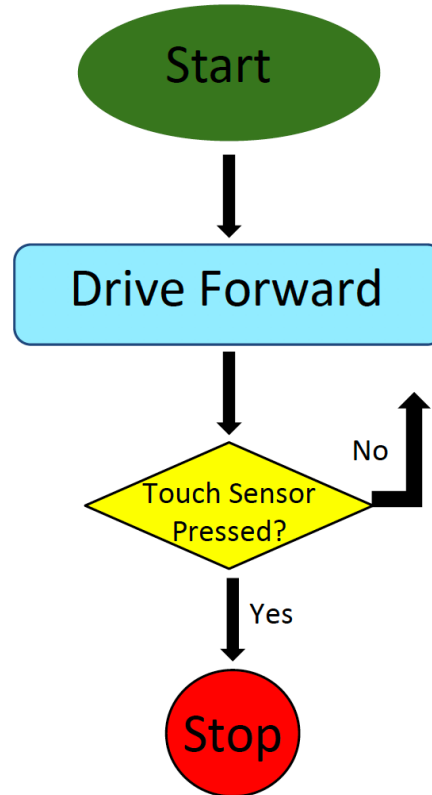 Start
Drive Forward
No
Touch Sensor
Pressed?
Yes
Stop